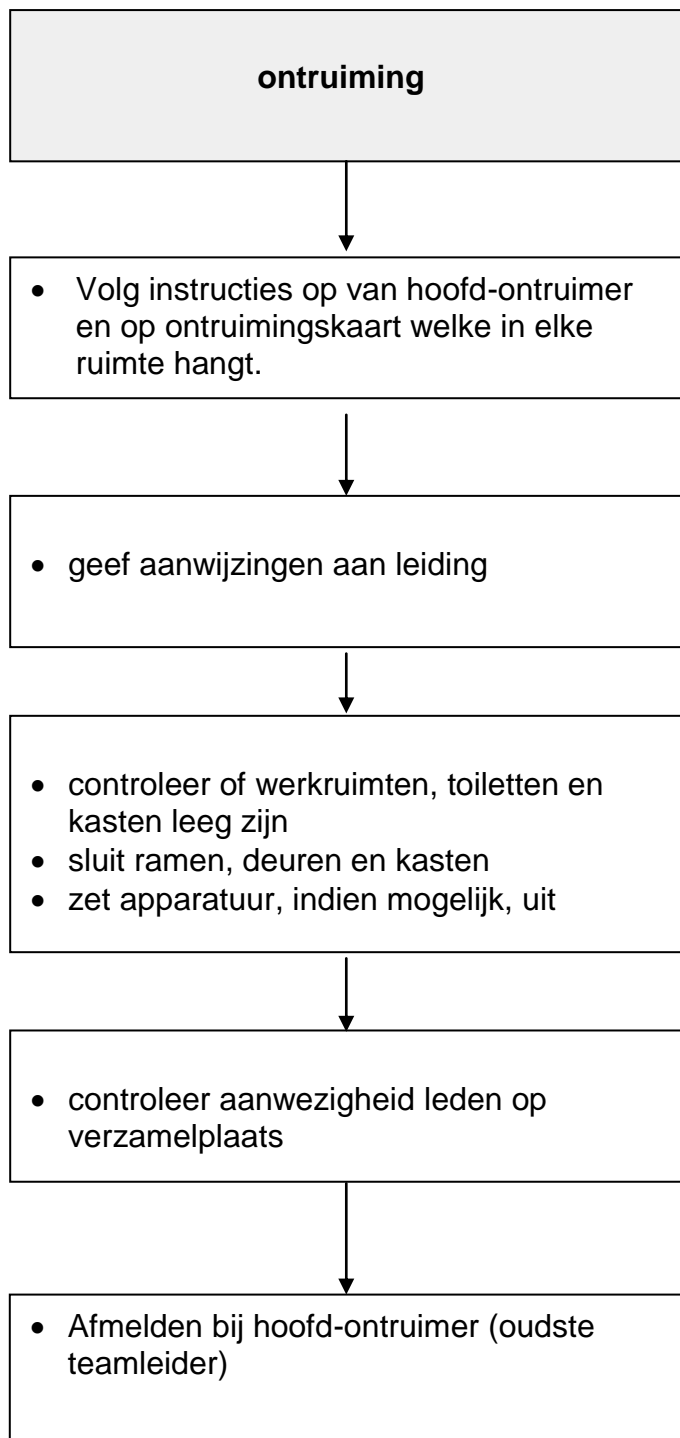 ontruiming
• Volg instructies op van hoofd-ontruimer
en op ontruimingskaart welke in elke
ruimte hangt.
• geef aanwijzingen aan leiding
• controleer of werkruimten, toiletten en
kasten leeg zijn
• sluit ramen, deuren en kasten
• zet apparatuur, indien mogelijk, uit
• controleer aanwezigheid leden op
verzamelplaats
• Afmelden bij hoofd-ontruimer (oudste
teamleider)